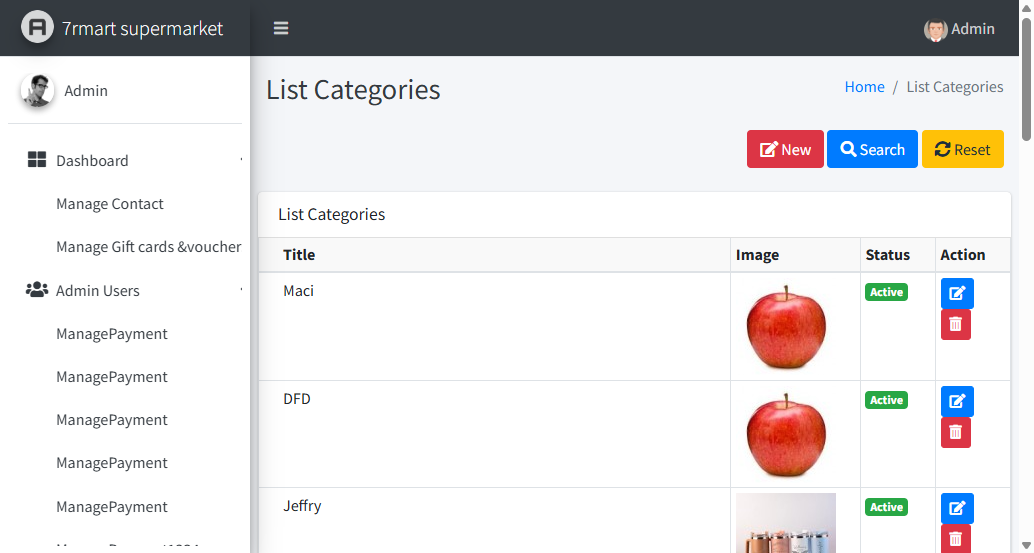 7rmart supermarket
Admin
Admin
Dashboard
Manage Contact
Manage Gift cards &voucher
Admin Users
ManagePayment
ManagePayment
ManagePayment
ManagePayment
ManagePayment
List Categories
Home / List Categories
New Search Reset
List Categories
Title Image Status Action
Maci Active
DFD Active
Jeffry Active